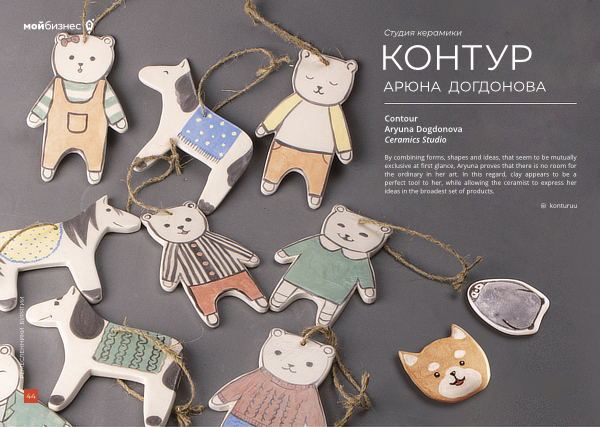 мойбизнес
Студия керамики
КОНТУР
АРЮНА ДОГДОНОВА
Contour
Aryuna Dogdonova
Ceramics Studio
By combining forms, shapes and ideas, that seem to be mutually
exclusive at first glance, Aryuna proves that there is no room for
the ordinary in her art. In this regard, clay appears to be a
perfect tool to her, while allowing the ceramist to express her
ideas in the broadest set of products.
@ konturuu
44